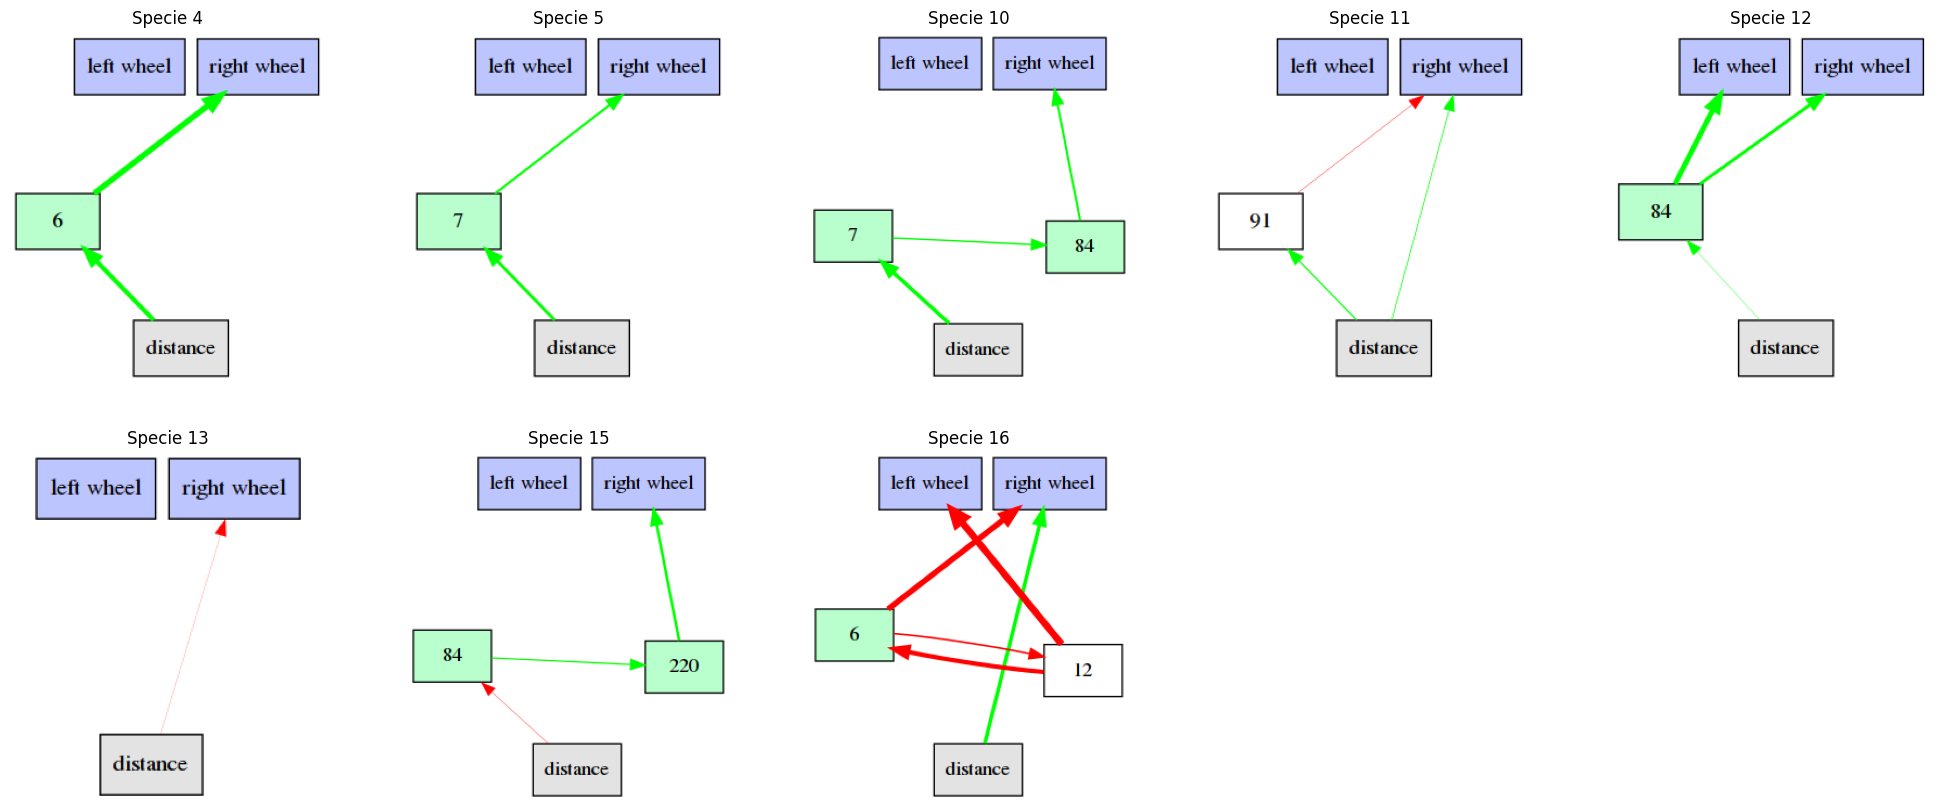 Specie 4
left wheel
right wheel
6
distance
Specie 5
left wheel
right wheel
7
distance
Specie 10
left wheel
right wheel
7
84
distance
Specie 11
left wheel
right wheel
91
distance
Specie 12
left wheel
right wheel
84
distance
Specie 13
left wheel
right wheel
distance
Specie 15
left wheel
right wheel
84
220
distance
Specie 16
left wheel
right wheel
6
12
distance